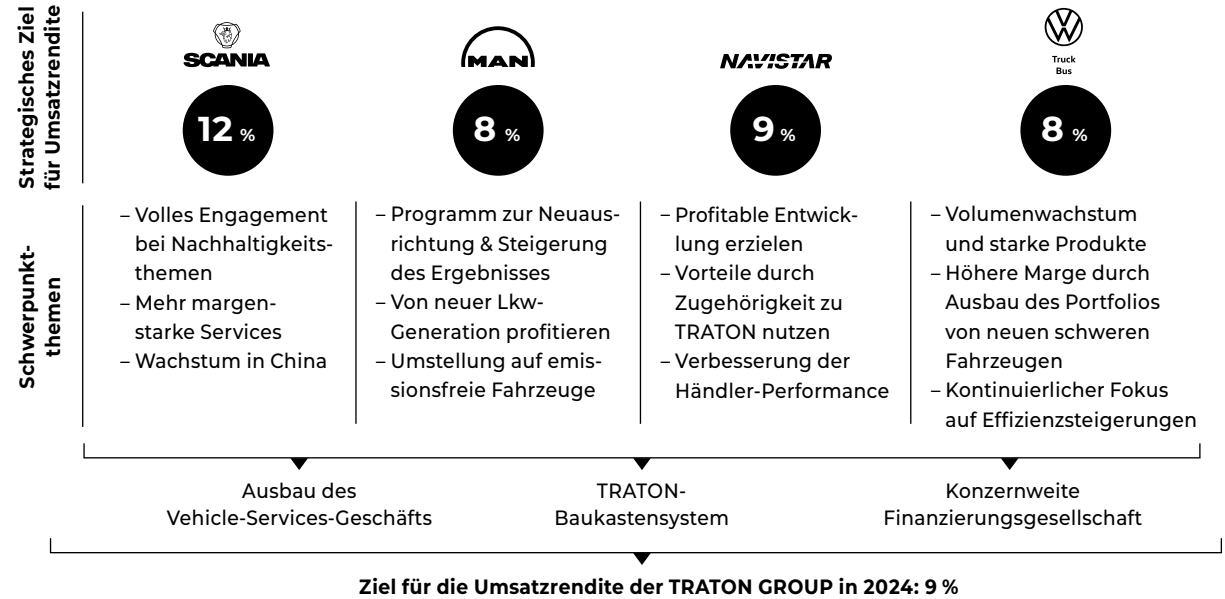 Strategisches Ziel
für Umsatzrendite
SCANIA
MAN
NAVISTAR
Truck
Bus
12 %
8 %
9 %
8 %
Schwerpunkt-
themen
– Volles Engagement
bei Nachhaltigkeits-
themen
– Mehr margen-
starke Services
– Wachstum in China
– Programm zur Neuaus-
richtung & Steigerung
des Ergebnisses
– Von neuer Lkw-
Generation profitieren
– Umstellung auf emis-
sionsfreie Fahrzeuge
– Profitable Entwick-
lung erzielen
– Vorteile durch
Zugehörigkeit zu
TRATON nutzen
– Verbesserung der
Händler-Performance
– Volumenwachstum
und starke Produkte
– Höhere Marge durch
Ausbau des Portfolios
von neuen schweren
Fahrzeugen
– Kontinuierlicher Fokus
auf Effizienzsteigerungen
Ausbau des
Vehicle-Services-Geschäfts
TRATON-
Baukastensystem
Konzernweite
Finanzierungsgesellschaft
Ziel für die Umsatzrendite der TRATON GROUP in 2024: 9 %